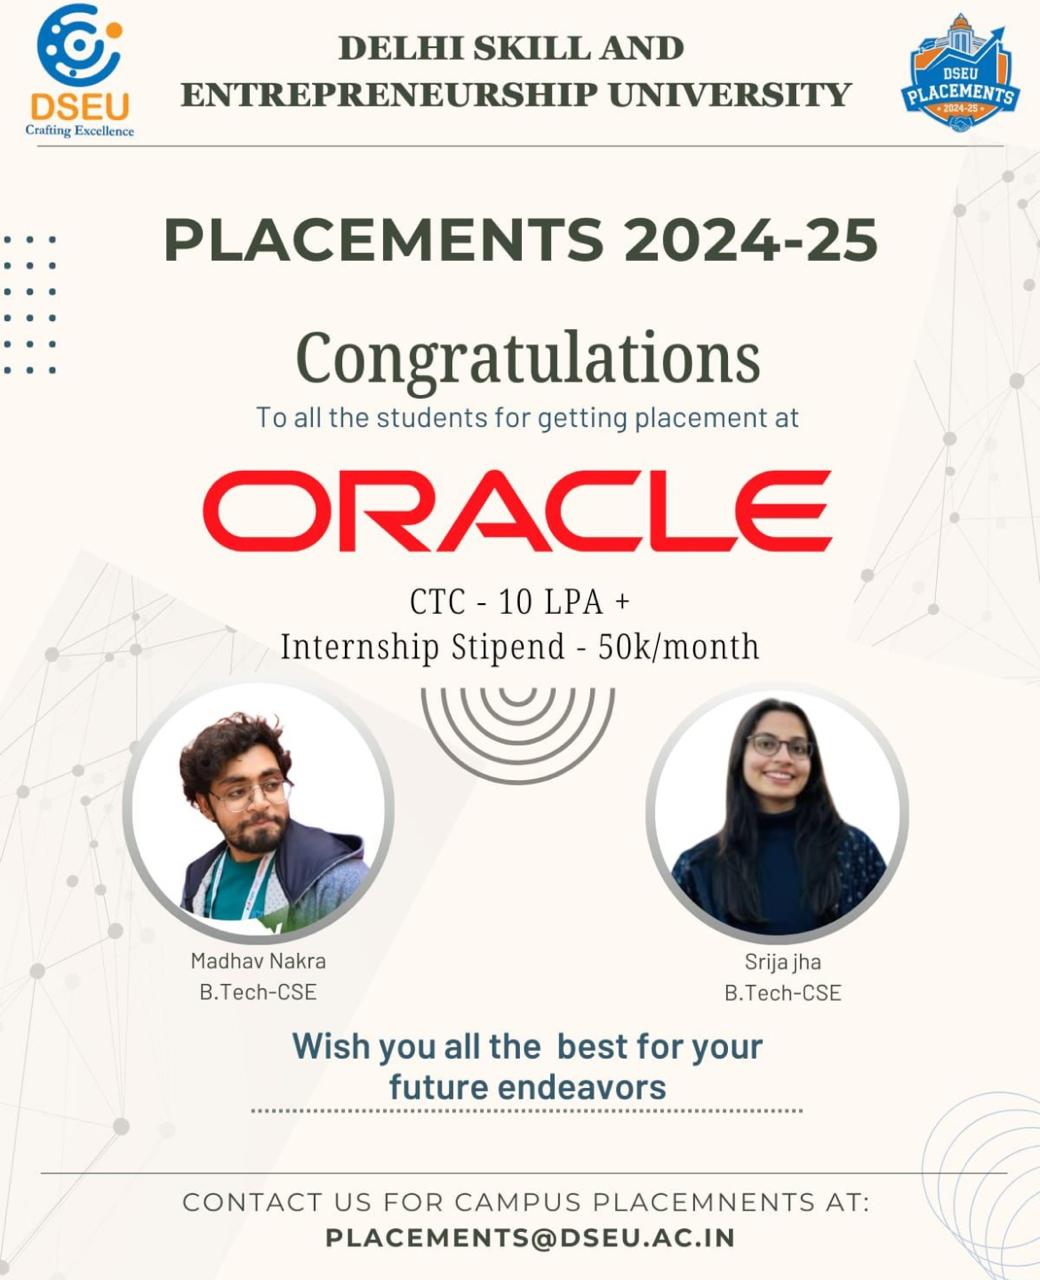 DSEU
Crafting Excellence
DELHI SKILL AND
ENTREPRENEURSHIP UNIVERSITY
DSEU
PLACEMENTS
2024-25
PLACEMENTS 2024-25
Congratulations
To all the students for getting placement at
ORACLE
CTC - 10 LPA +
Internship Stipend - 50k/month
Madhav Nakra
B.Tech-CSE
Srija jha
B.Tech-CSE
Wish you all the best for your
future endeavors
CONTACT US FOR CAMPUS PLACEMNENTS AT:
PLACEMENTS@DSEU.AC.IN